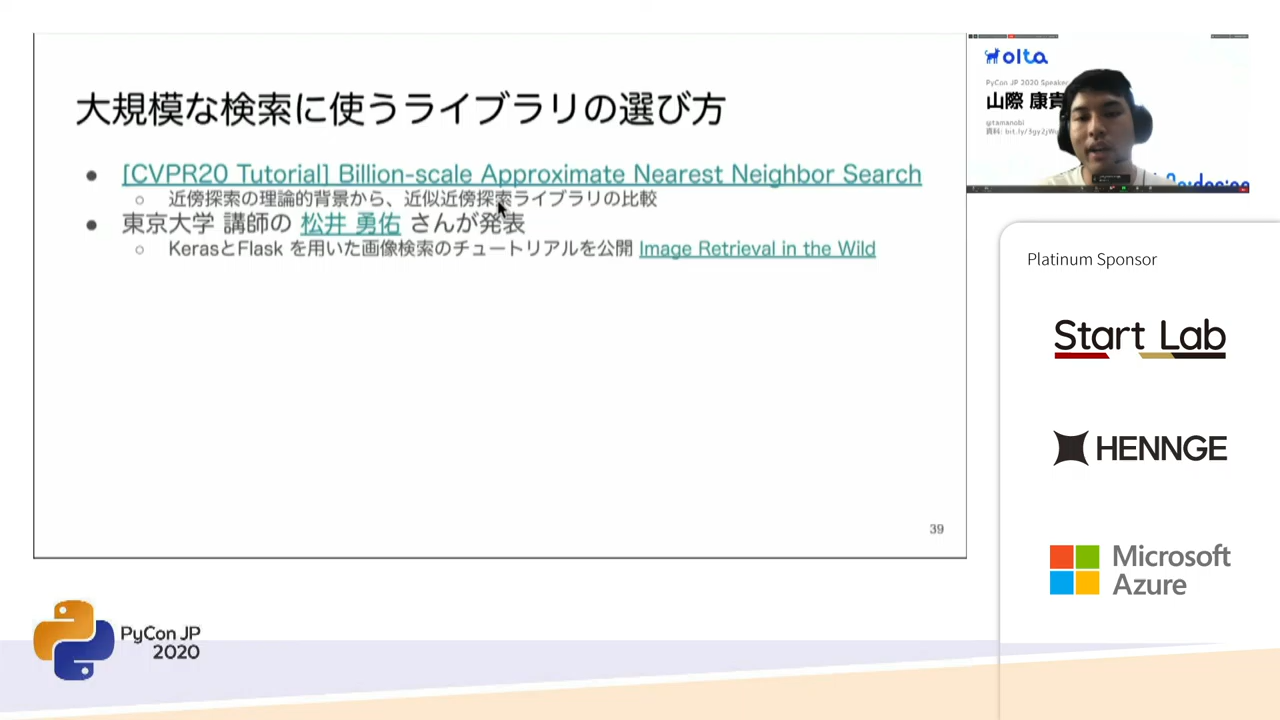 大規模な検索に使うライブラリの選び方
[CVPR20 Tutorial] Billion-scale Approximate Nearest Neighbor Search
近傍探索の理論的背景から、近似近傍探索ライブラリの比較
東京大学 講師の 松井 勇佑 さんが発表
KerasとFlask を用いた画像検索のチュートリアルを公開 Image Retrieval in the Wild
39
olta
PyCon JP 2020 Speaker
山際 康貴
@tamanobi
Platinum Sponsor
Start Lab
HENNGE
Microsoft
Azure
PyCon JP
2020